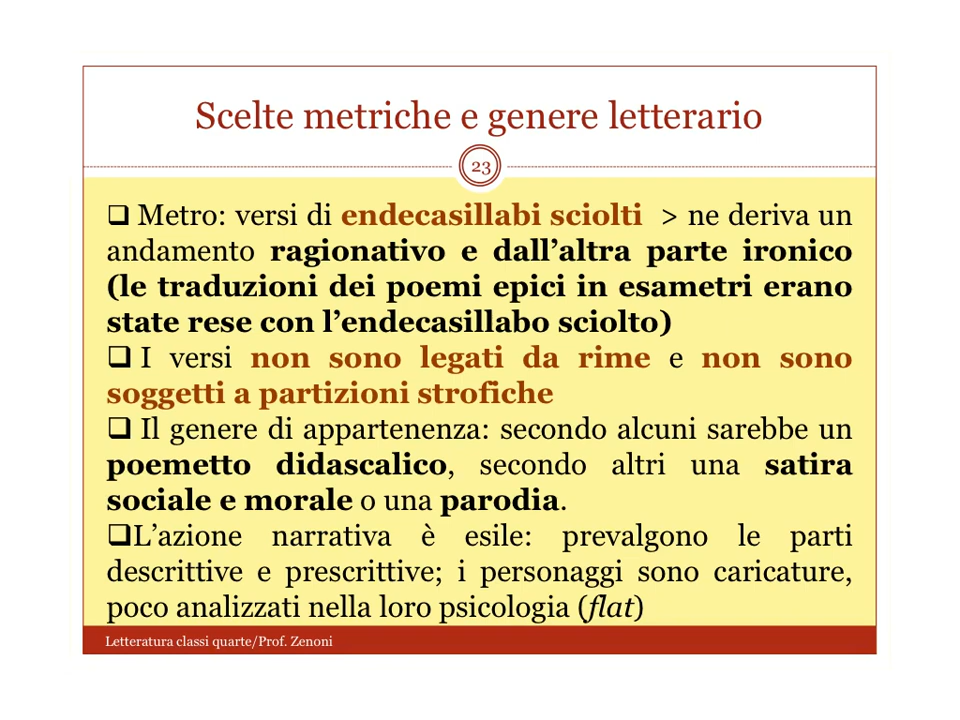 Scelte metriche e genere letterario
23
❑ Metro: versi di endecasillabi sciolti > ne deriva un
andamento ragionativo e dall’altra parte ironico
(le traduzioni dei poemi epici in esametri erano
state rese con l’endecasillabo sciolto)
❑ I versi non sono legati da rime e non sono
soggetti a partizioni strofiche
❑ Il genere di appartenenza: secondo alcuni sarebbe un
poemetto didascalico, secondo altri una satira
sociale e morale o una parodia.
❑L’azione narrativa è esile: prevalgono le parti
descrittive e prescrittive; i personaggi sono caricature,
poco analizzati nella loro psicologia (flat)
Letteratura classi quarte/Prof. Zenoni